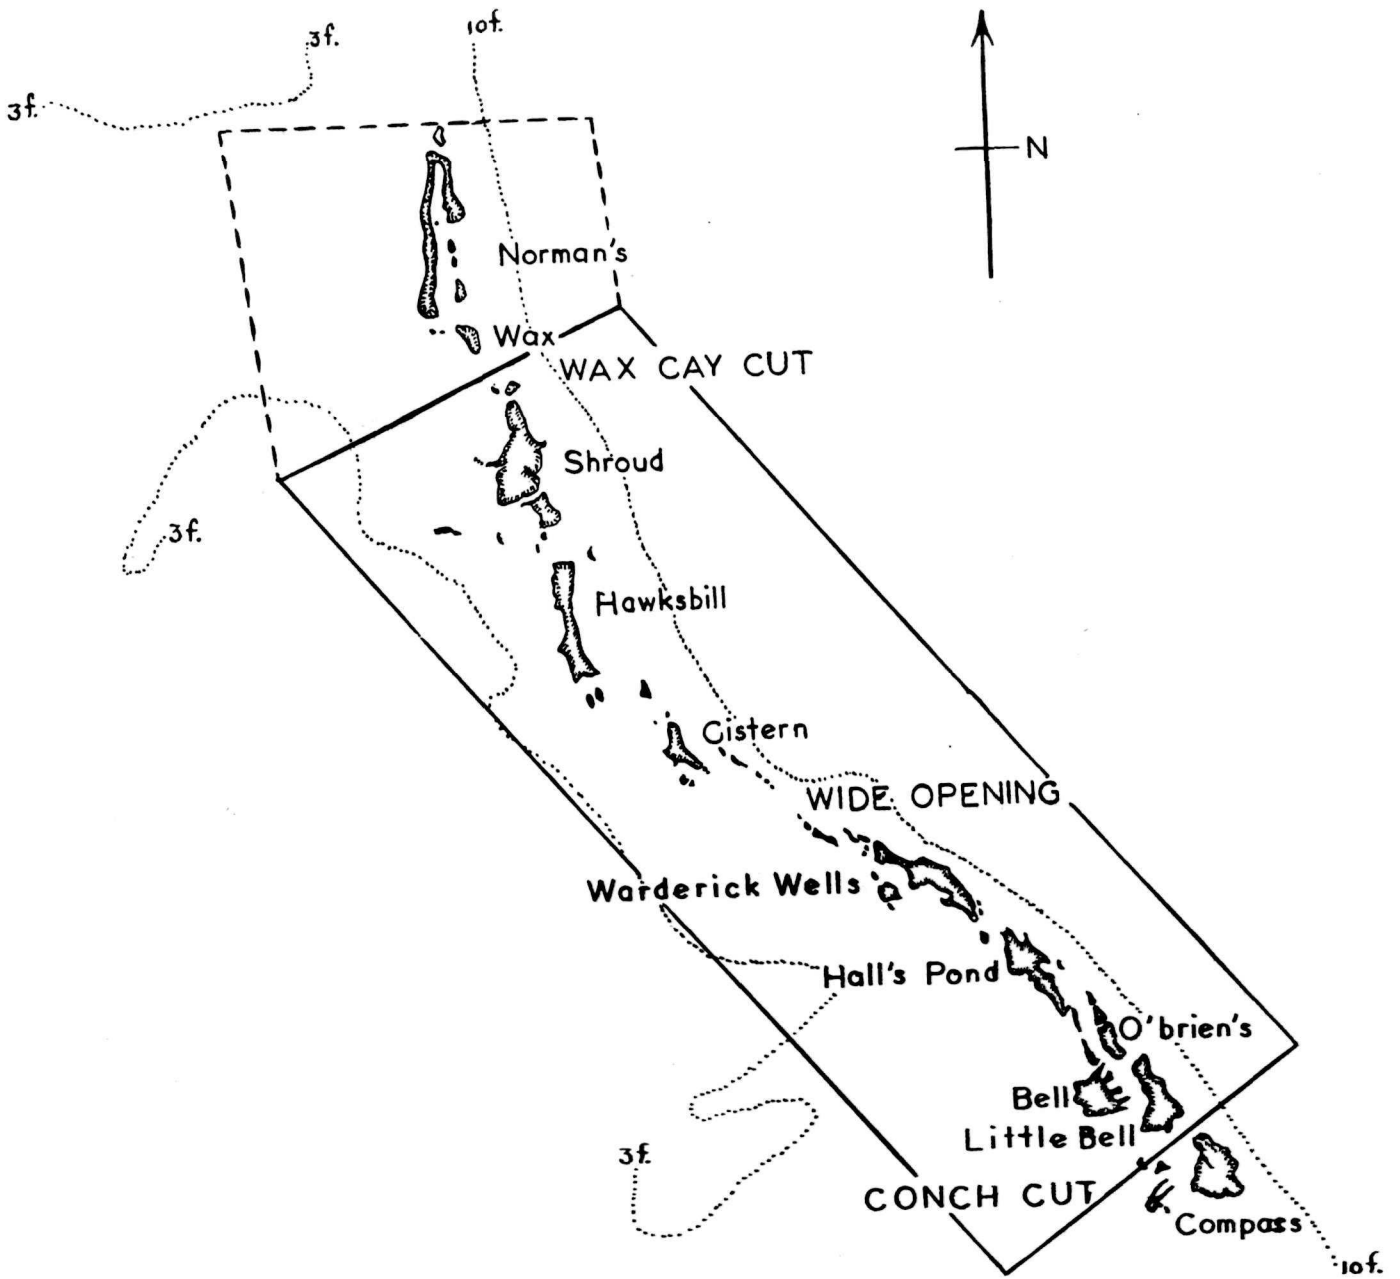 3f.
10f.
3f.
N
Norman's
Wax
WAX CAY CUT
Shroud
3f.
Hawksbill
Cistern
WIDE OPENING
Warderick Wells
Hall's Pond
O'brien's
Bell
Little Bell
3f.
CONCH CUT
Compass
10f.